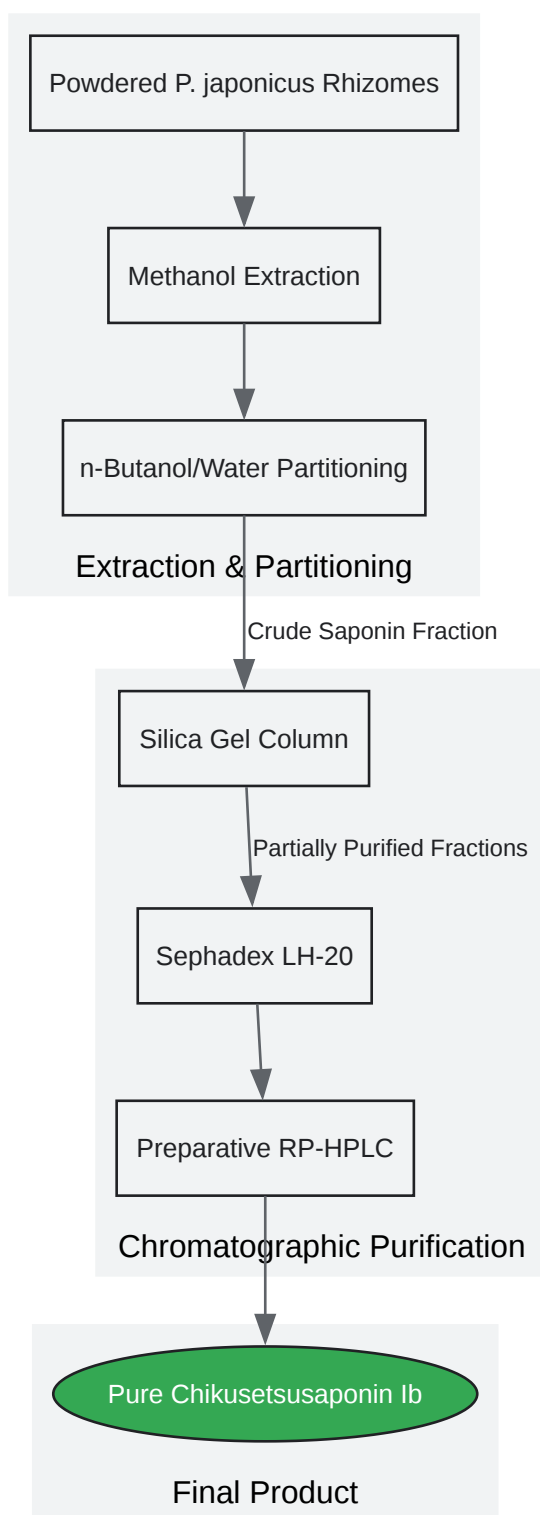 Powdered P. japonicus Rhizomes
Methanol Extraction
n-Butanol/Water Partitioning
Extraction & Partitioning
Crude Saponin Fraction
Silica Gel Column
Partially Purified Fractions
Sephadex LH-20
Preparative RP-HPLC
Chromatographic Purification
Pure Chikusetsusaponin Ib
Final Product